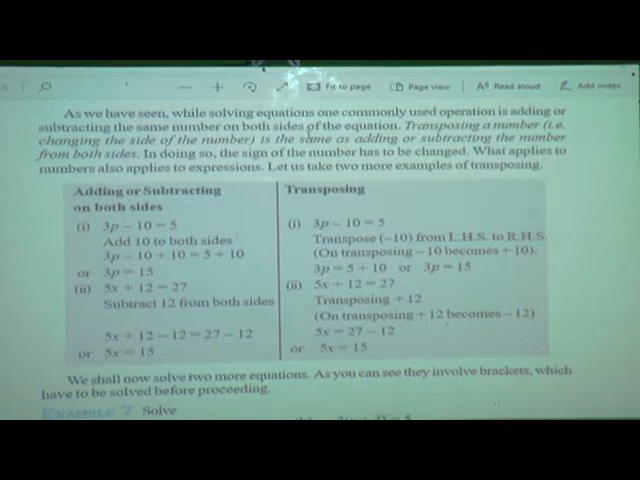 Fit to page
Page view
Read aloud
Add notes
As we have seen, while solving equations one commonly used operation is adding or
subtracting the same number on both sides of the equation. Transposing a number (i.e.
changing the side of the number) is the same as adding or subtracting the number
from both sides. In doing so, the sign of the number has to be changed. What applies to
numbers also applies to expressions. Let us take two more examples of transposing.
Adding or Subtracting
on both sides
(i) 3p − 10 = 5
Add 10 to both sides
3p − 10 + 10 = 5 + 10
or 3p = 15
(ii) 5x + 12 = 27
Subtract 12 from both sides
5x + 12 − 12 = 27 − 12
or 5x = 15
Transposing
(i) 3p − 10 = 5
Transpose (−10) from L.H.S. to R.H.S.
(On transposing − 10 becomes + 10).
3p = 5 + 10 or 3p = 15
(ii) 5x + 12 = 27
Transposing + 12
(On transposing + 12 becomes − 12)
5x = 27 − 12
or 5x = 15
We shall now solve two more equations. As you can see they involve brackets, which
have to be solved before proceeding.
EXAMPLE 7 Solve